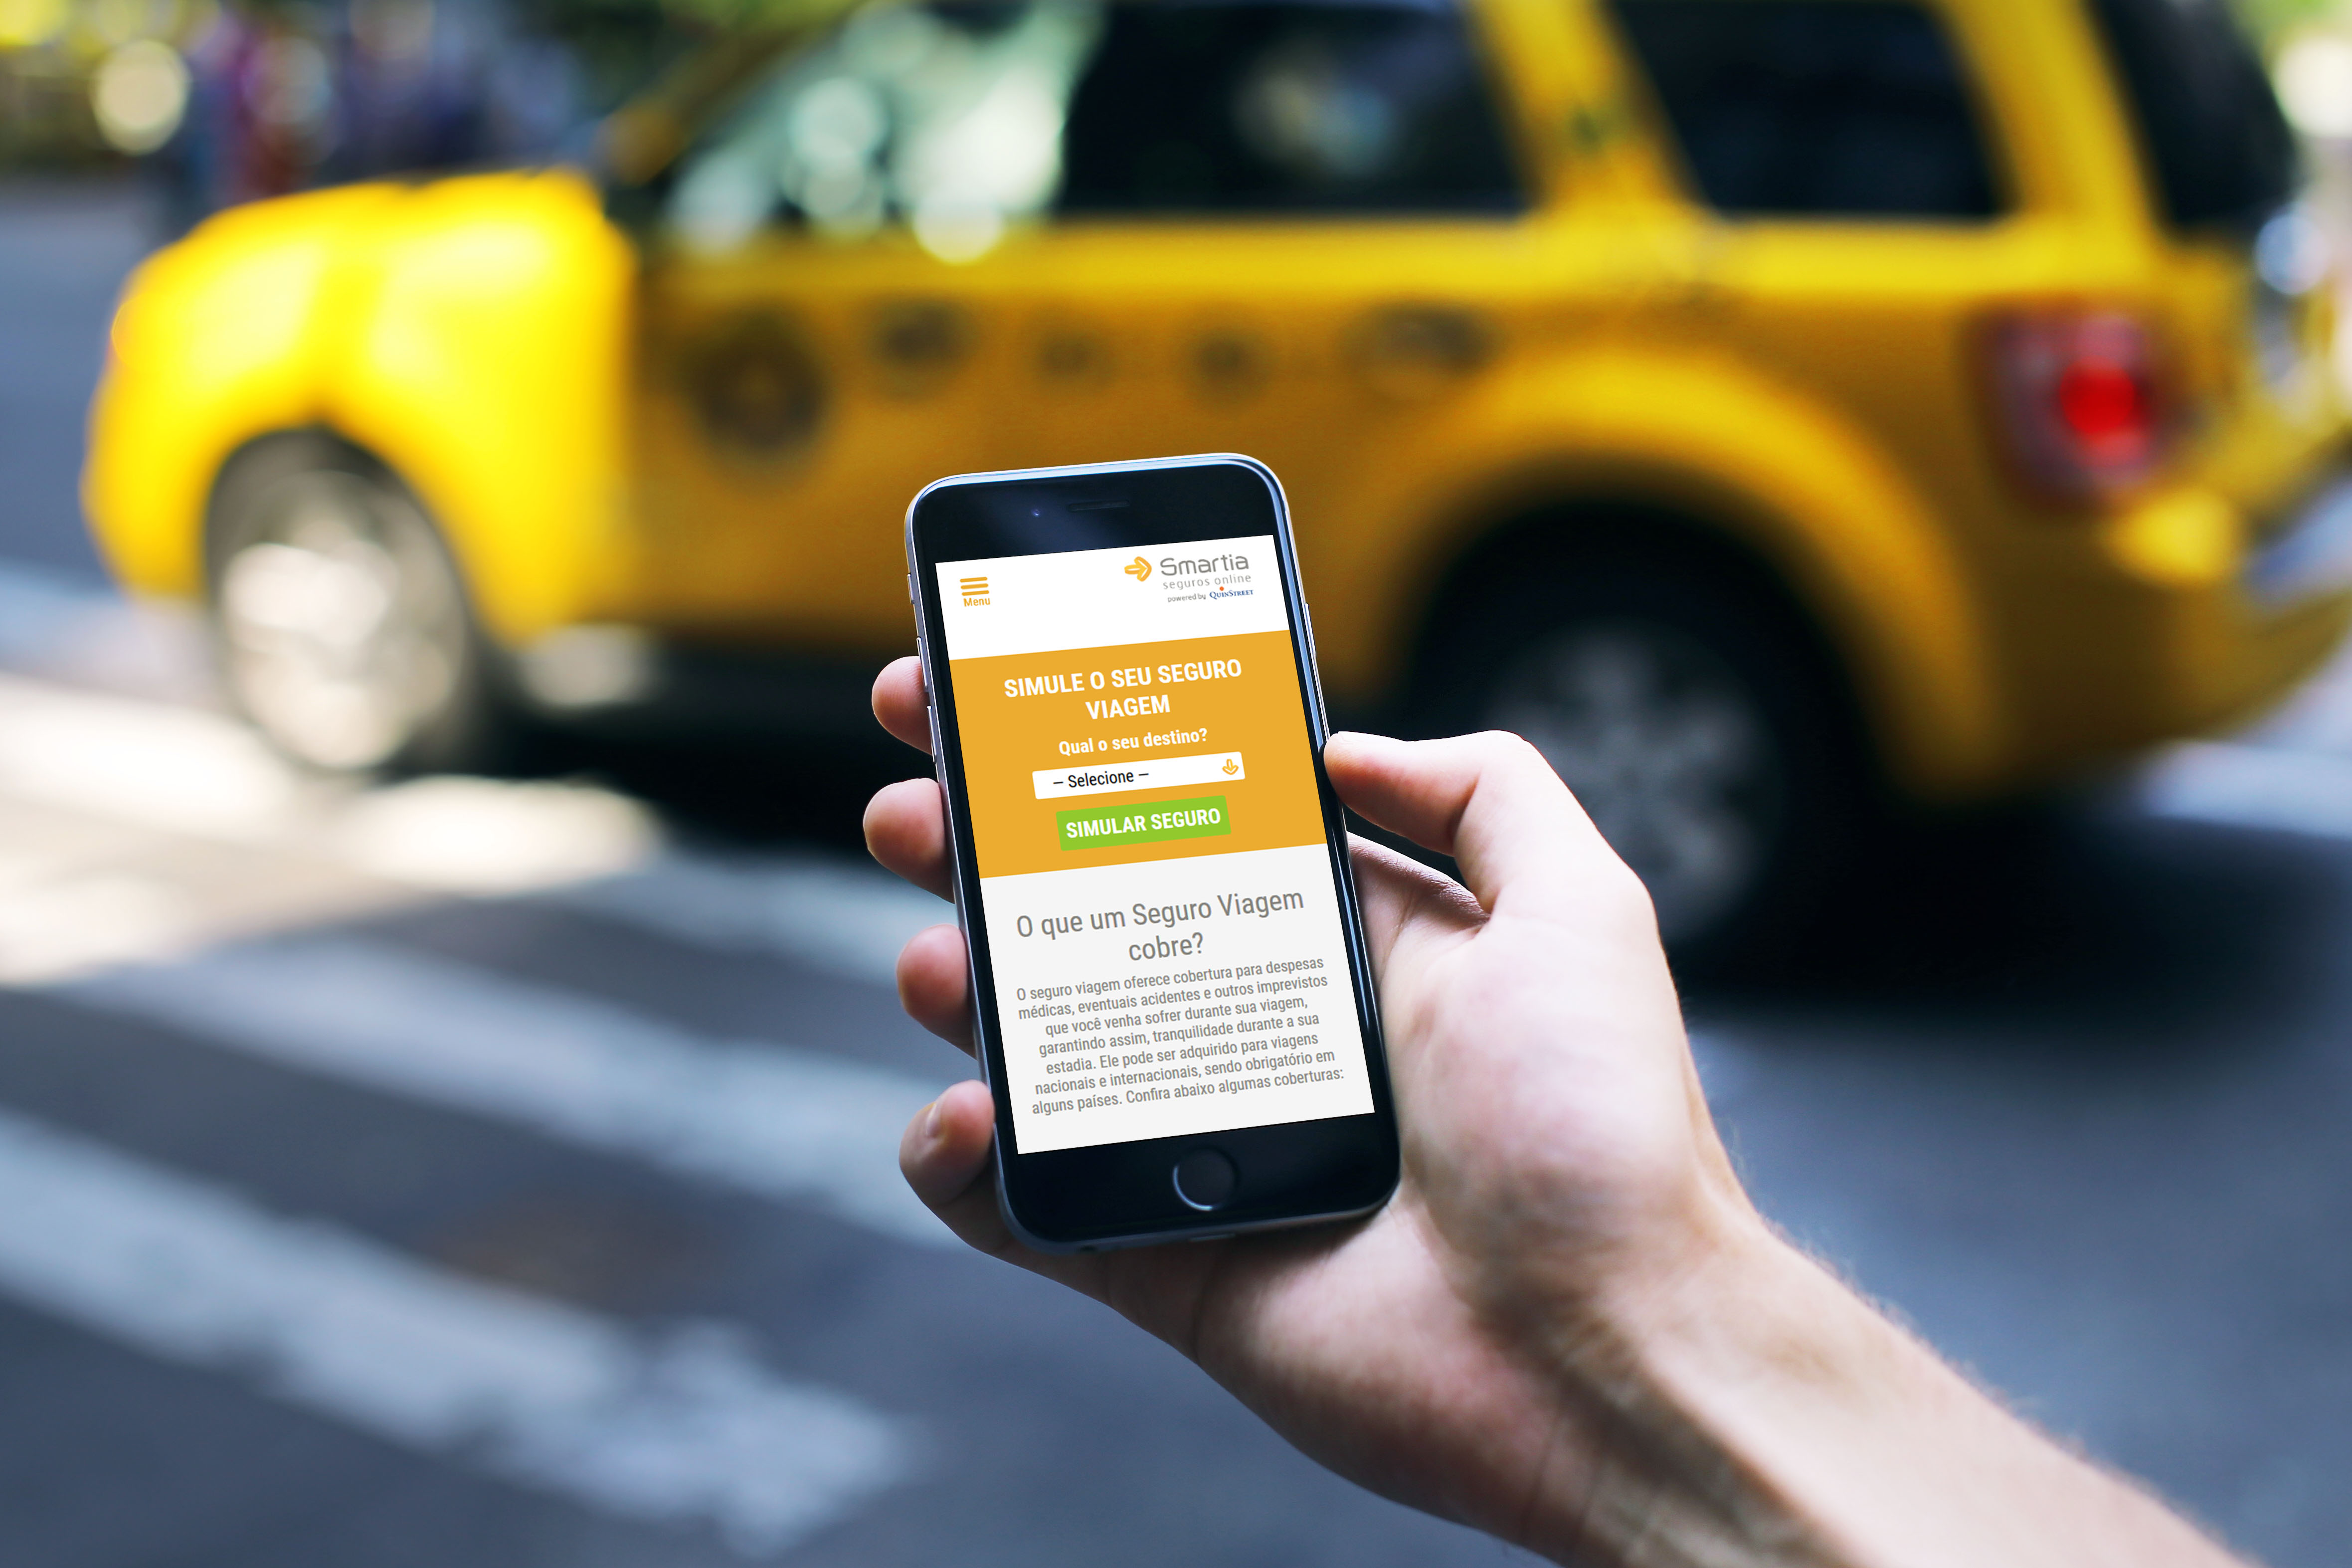 Menu
Smartia
seguros online
powered by QUINSTREET
SIMULE O SEU SEGURO
VIAGEM
Qual o seu destino?
– Selecione –
SIMULAR SEGURO
O que um Seguro Viagem
cobre?
O seguro viagem oferece cobertura para despesas
médicas, eventuais acidentes e outros imprevistos
que você venha sofrer durante sua viagem,
garantindo assim, tranquilidade durante a sua
estadia. Ele pode ser adquirido para viagens
nacionais e internacionais, sendo obrigatório em
alguns países. Confira abaixo algumas coberturas: